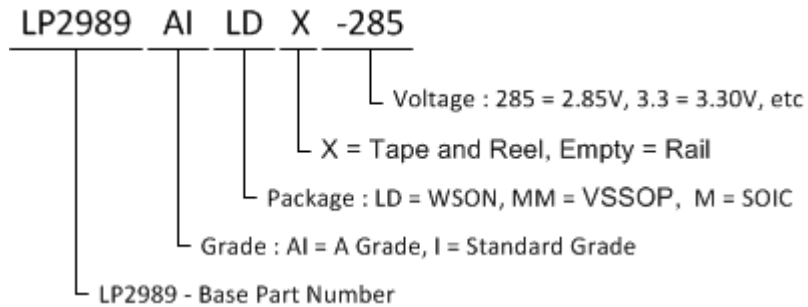 LP2989 AI LD X -285
Voltage : 285 = 2.85V, 3.3 = 3.30V, etc
X = Tape and Reel, Empty = Rail
Package : LD = WSON, MM = VSSOP, M = SOIC
Grade : AI = A Grade, I = Standard Grade
LP2989 - Base Part Number